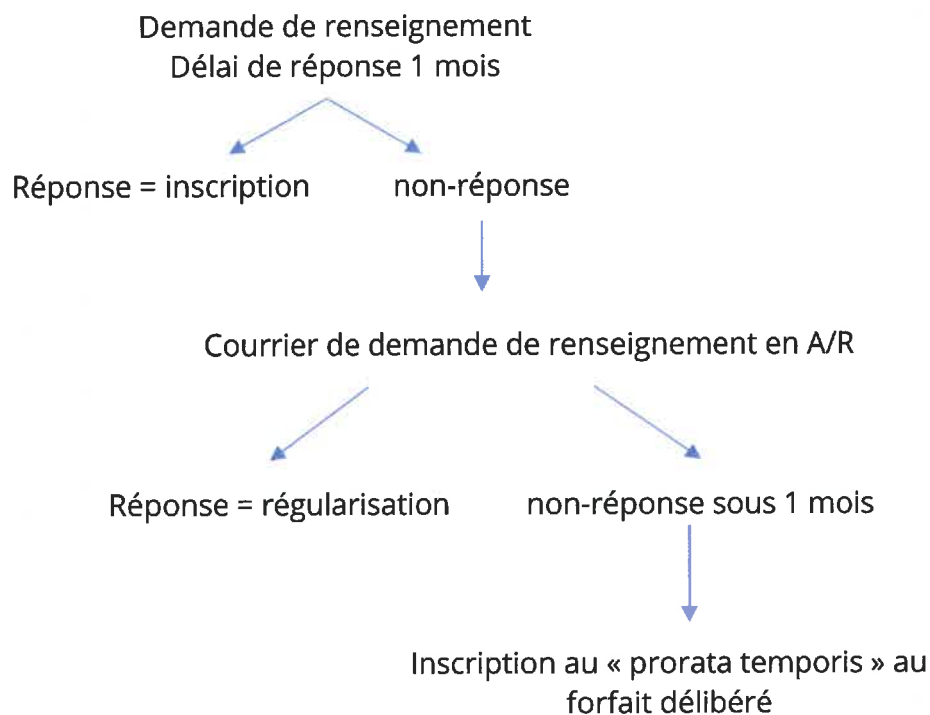 Demande de renseignement
Délai de réponse 1 mois
Réponse = inscription
non-réponse
Courrier de demande de renseignement en A/R
Réponse = régularisation
non-réponse sous 1 mois
Inscription au « prorata temporis » au
forfait délibéré